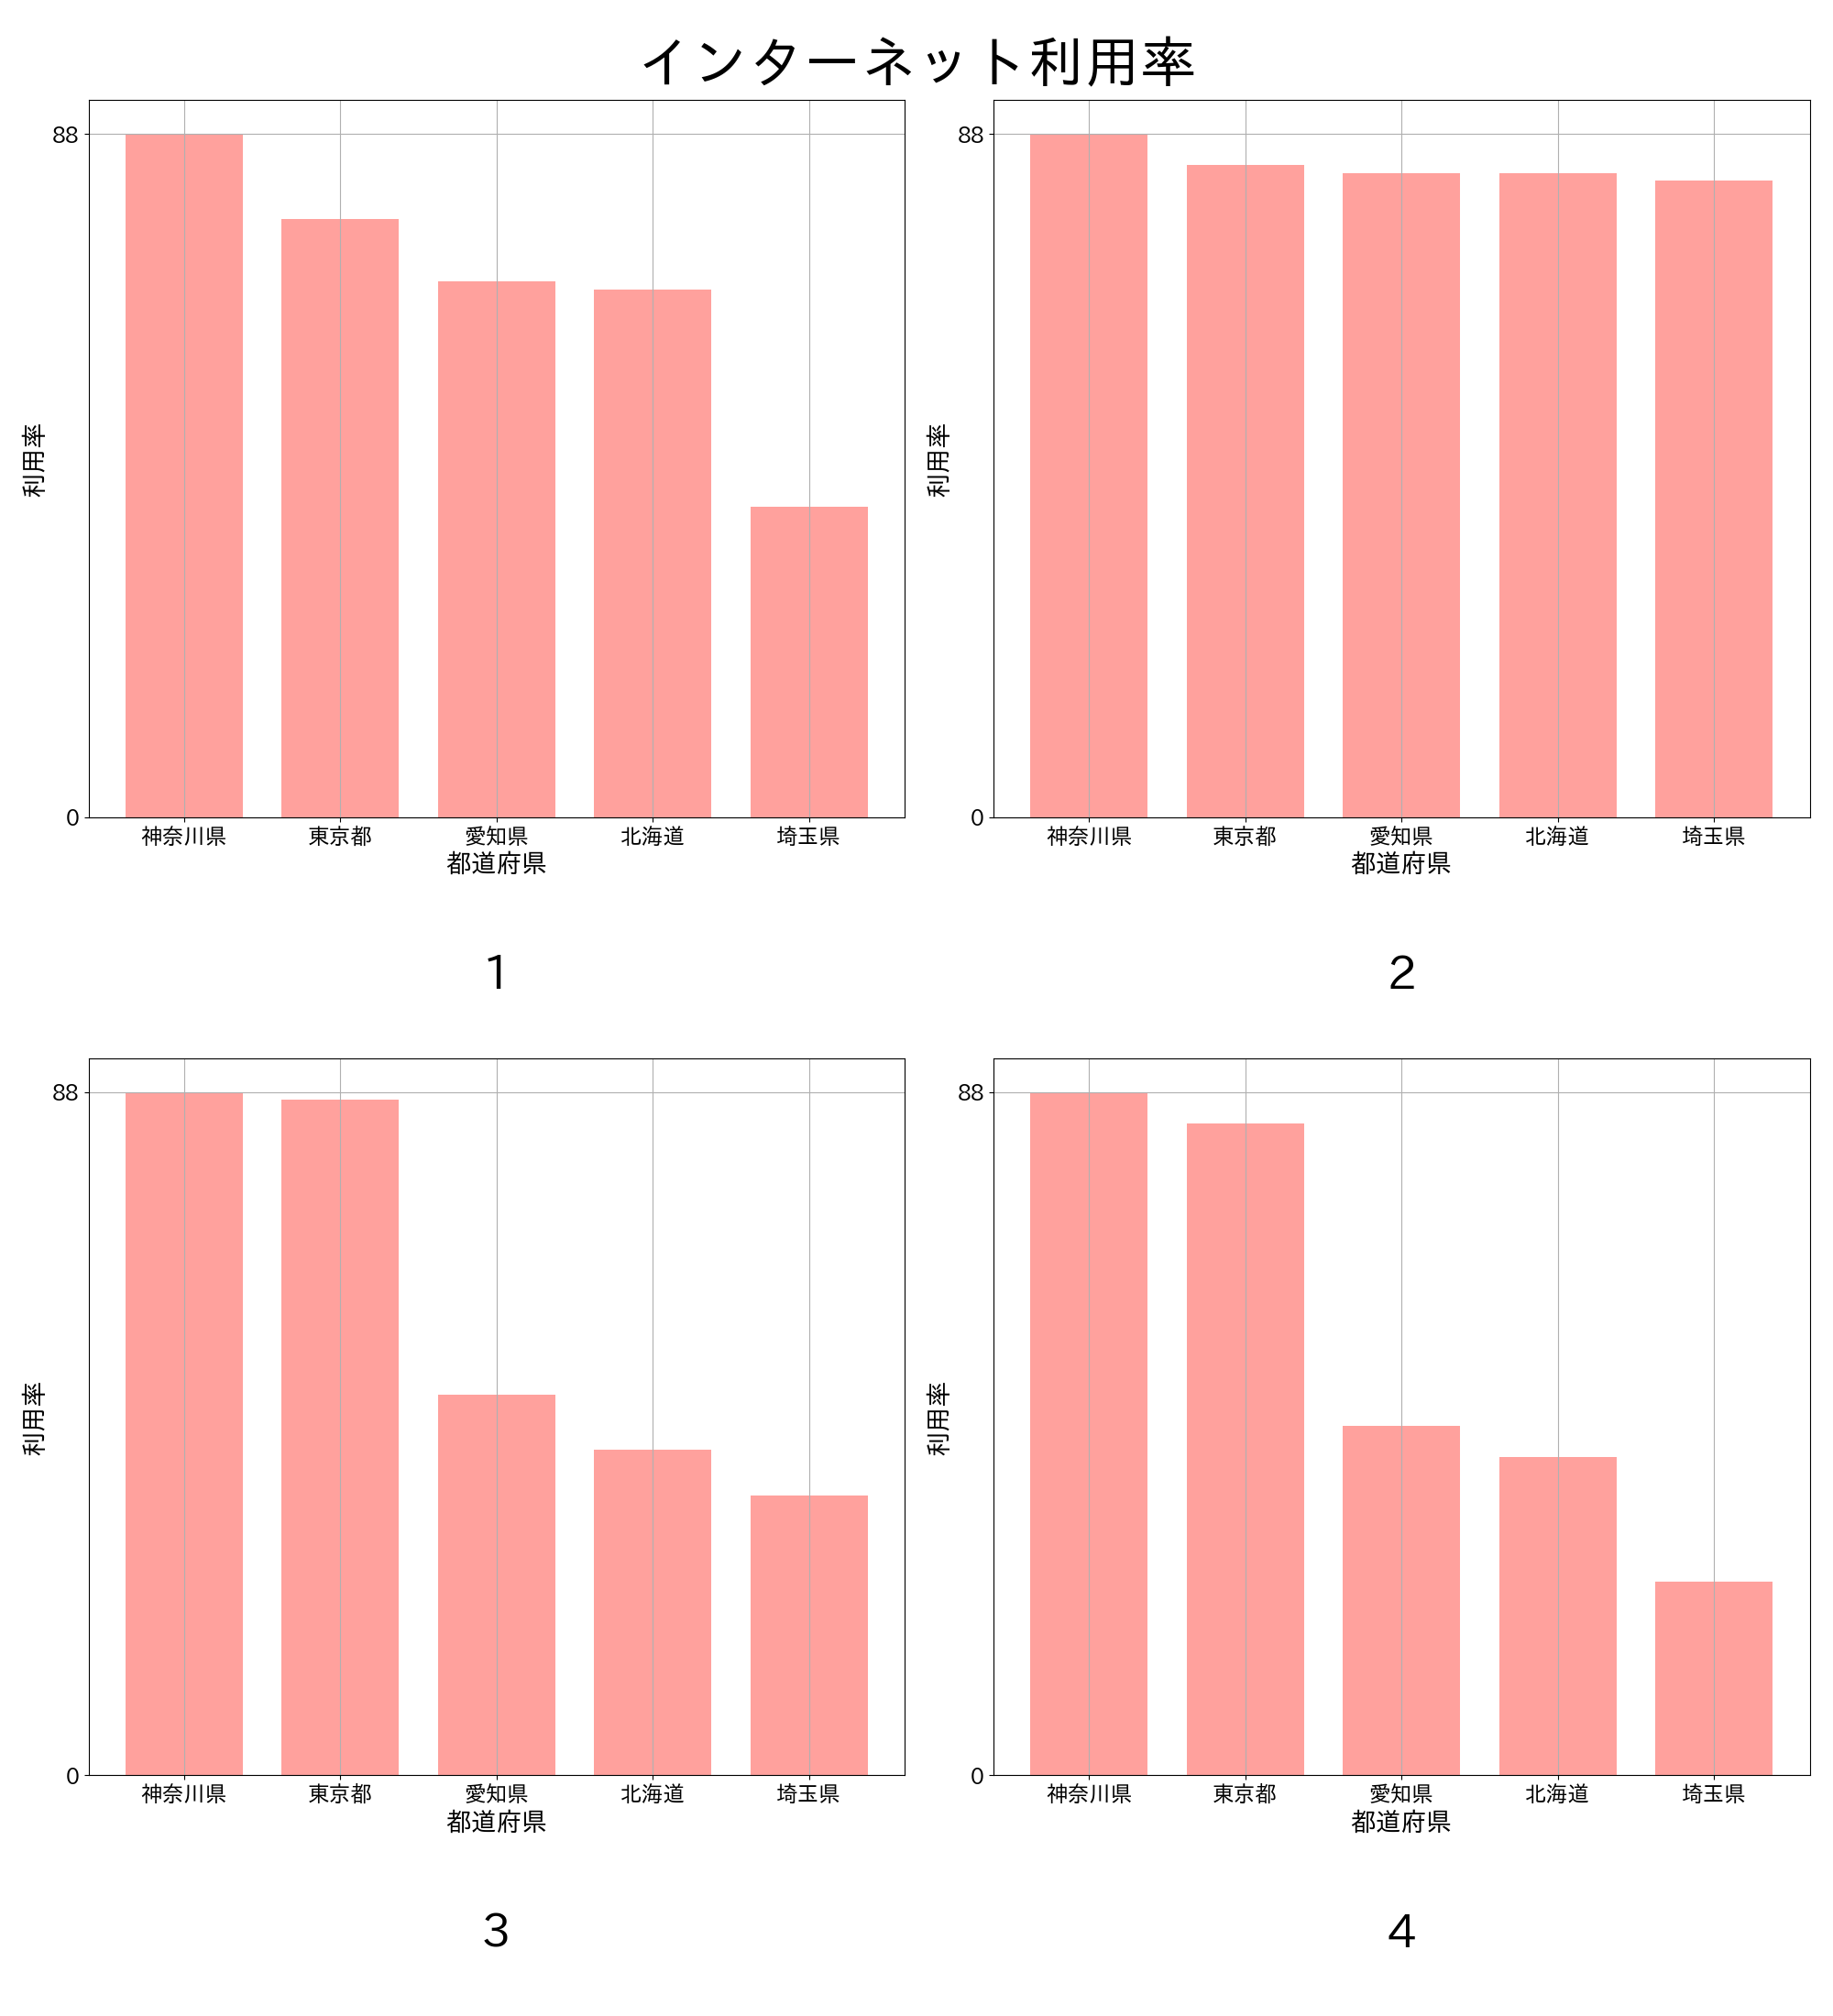 インターネット利用率
88
0
利用率
神奈川県 東京都 愛知県 北海道 埼玉県
都道府県
1
88
0
利用率
神奈川県 東京都 愛知県 北海道 埼玉県
都道府県
2
88
0
利用率
神奈川県 東京都 愛知県 北海道 埼玉県
都道府県
3
88
0
利用率
神奈川県 東京都 愛知県 北海道 埼玉県
都道府県
4